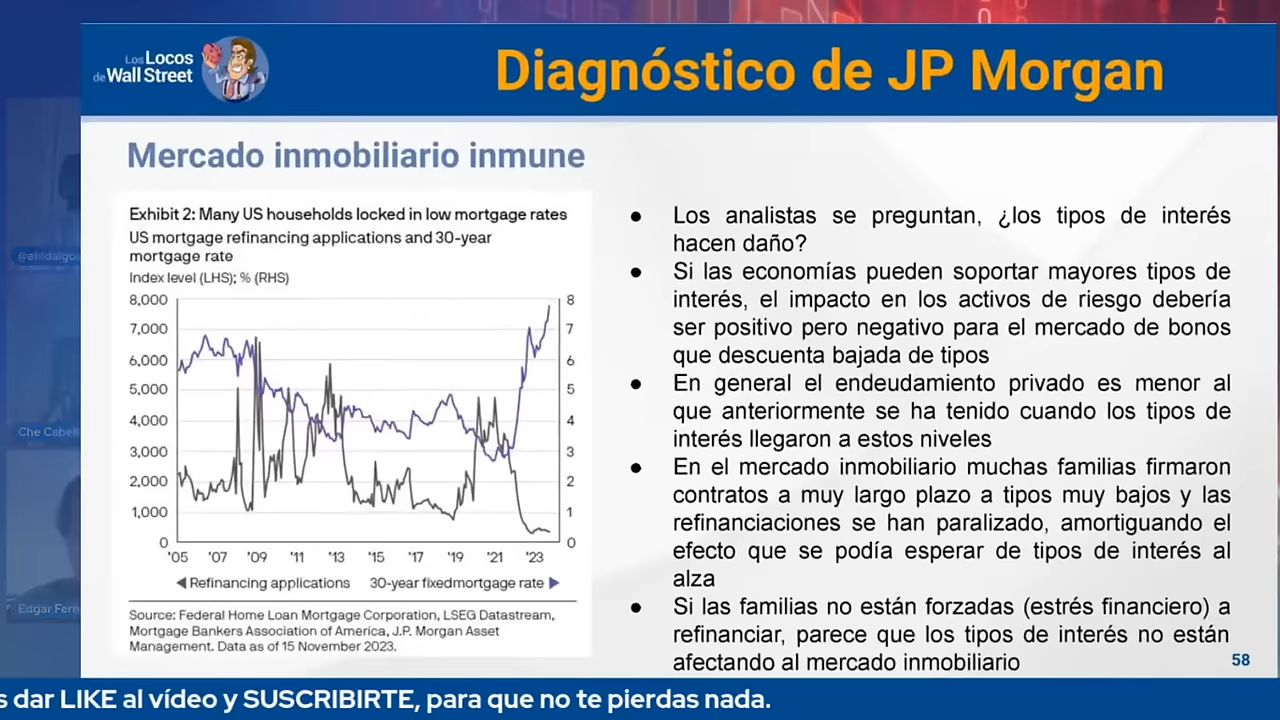 Los Locos
de Wall Street
Diagnóstico de JP Morgan
Mercado inmobiliario inmune
Exhibit 2: Many US households locked in low mortgage rates
US mortgage refinancing applications and 30-year
mortgage rate
Index level (LHS); % (RHS)
8,000
7,000
6,000
5,000
4,000
3,000
2,000
1,000
0
8
7
6
5
4
3
2
1
0
'05 '07 '09 '11 '13 '15 '17 '19 '21 '23
Refinancing applications 30-year fixedmortgage rate
Source: Federal Home Loan Mortgage Corporation, LSEG Datastream,
Mortgage Bankers Association of America, J.P. Morgan Asset
Management. Data as of 15 November 2023.
● Los analistas se preguntan, ¿los tipos de interés
hacen daño?
● Si las economías pueden soportar mayores tipos de
interés, el impacto en los activos de riesgo debería
ser positivo pero negativo para el mercado de bonos
que descuenta bajada de tipos
● En general el endeudamiento privado es menor al
que anteriormente se ha tenido cuando los tipos de
interés llegaron a estos niveles
● En el mercado inmobiliario muchas familias firmaron
contratos a muy largo plazo a tipos muy bajos y las
refinanciaciones se han paralizado, amortiguando el
efecto que se podía esperar de tipos de interés al
alza
● Si las familias no están forzadas (estrés financiero) a
refinanciar, parece que los tipos de interés no están
afectando al mercado inmobiliario
58
@ahidalgo
Che Cabell
Edgar Fern
s dar LIKE al vídeo y SUSCRIBIRTE, para que no te pierdas nada.